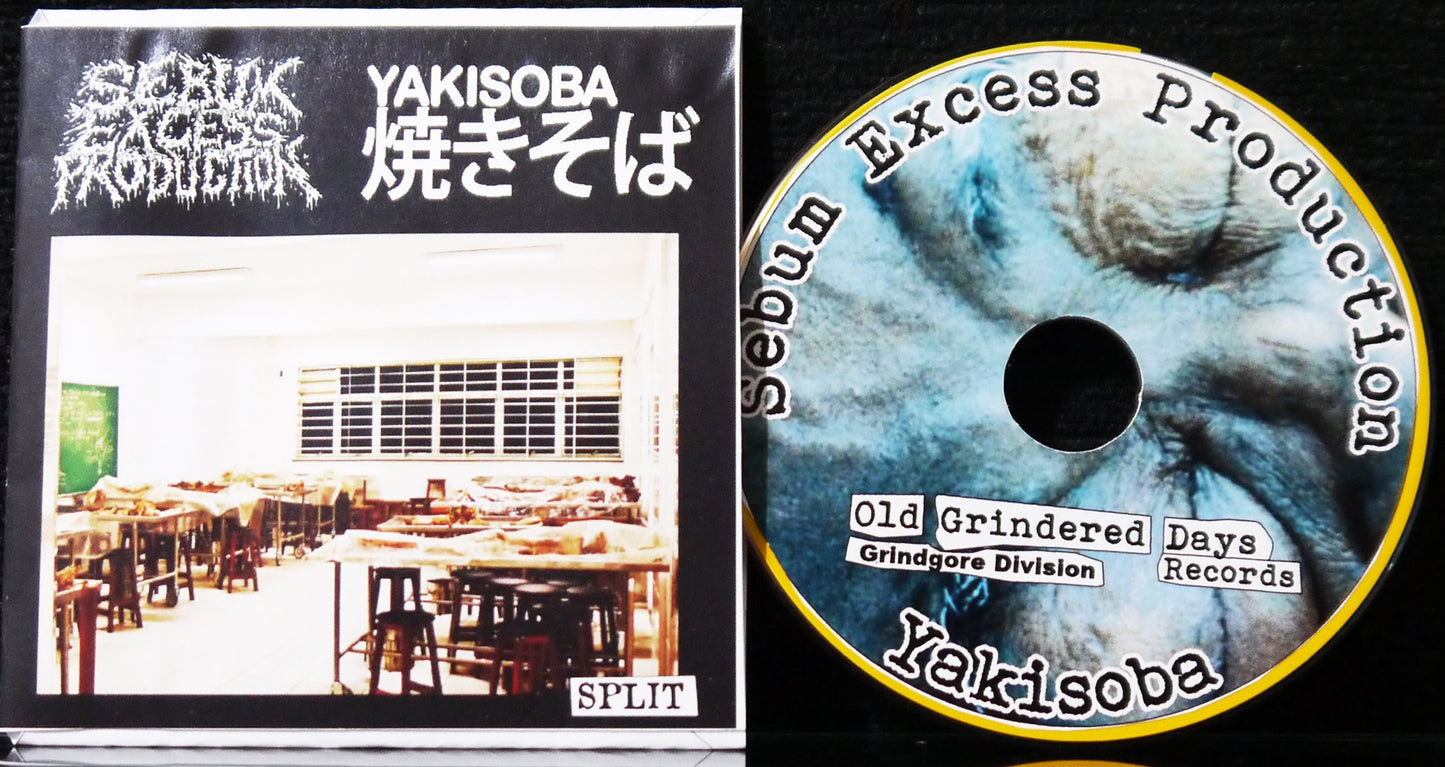 SEBUM
EXCESS
PRODUCTION
YAKISOBA
焼きそば
SPLIT
Sebum Excess Production
Old Grindered Days
Grindgore Division
Records
Yakisoba